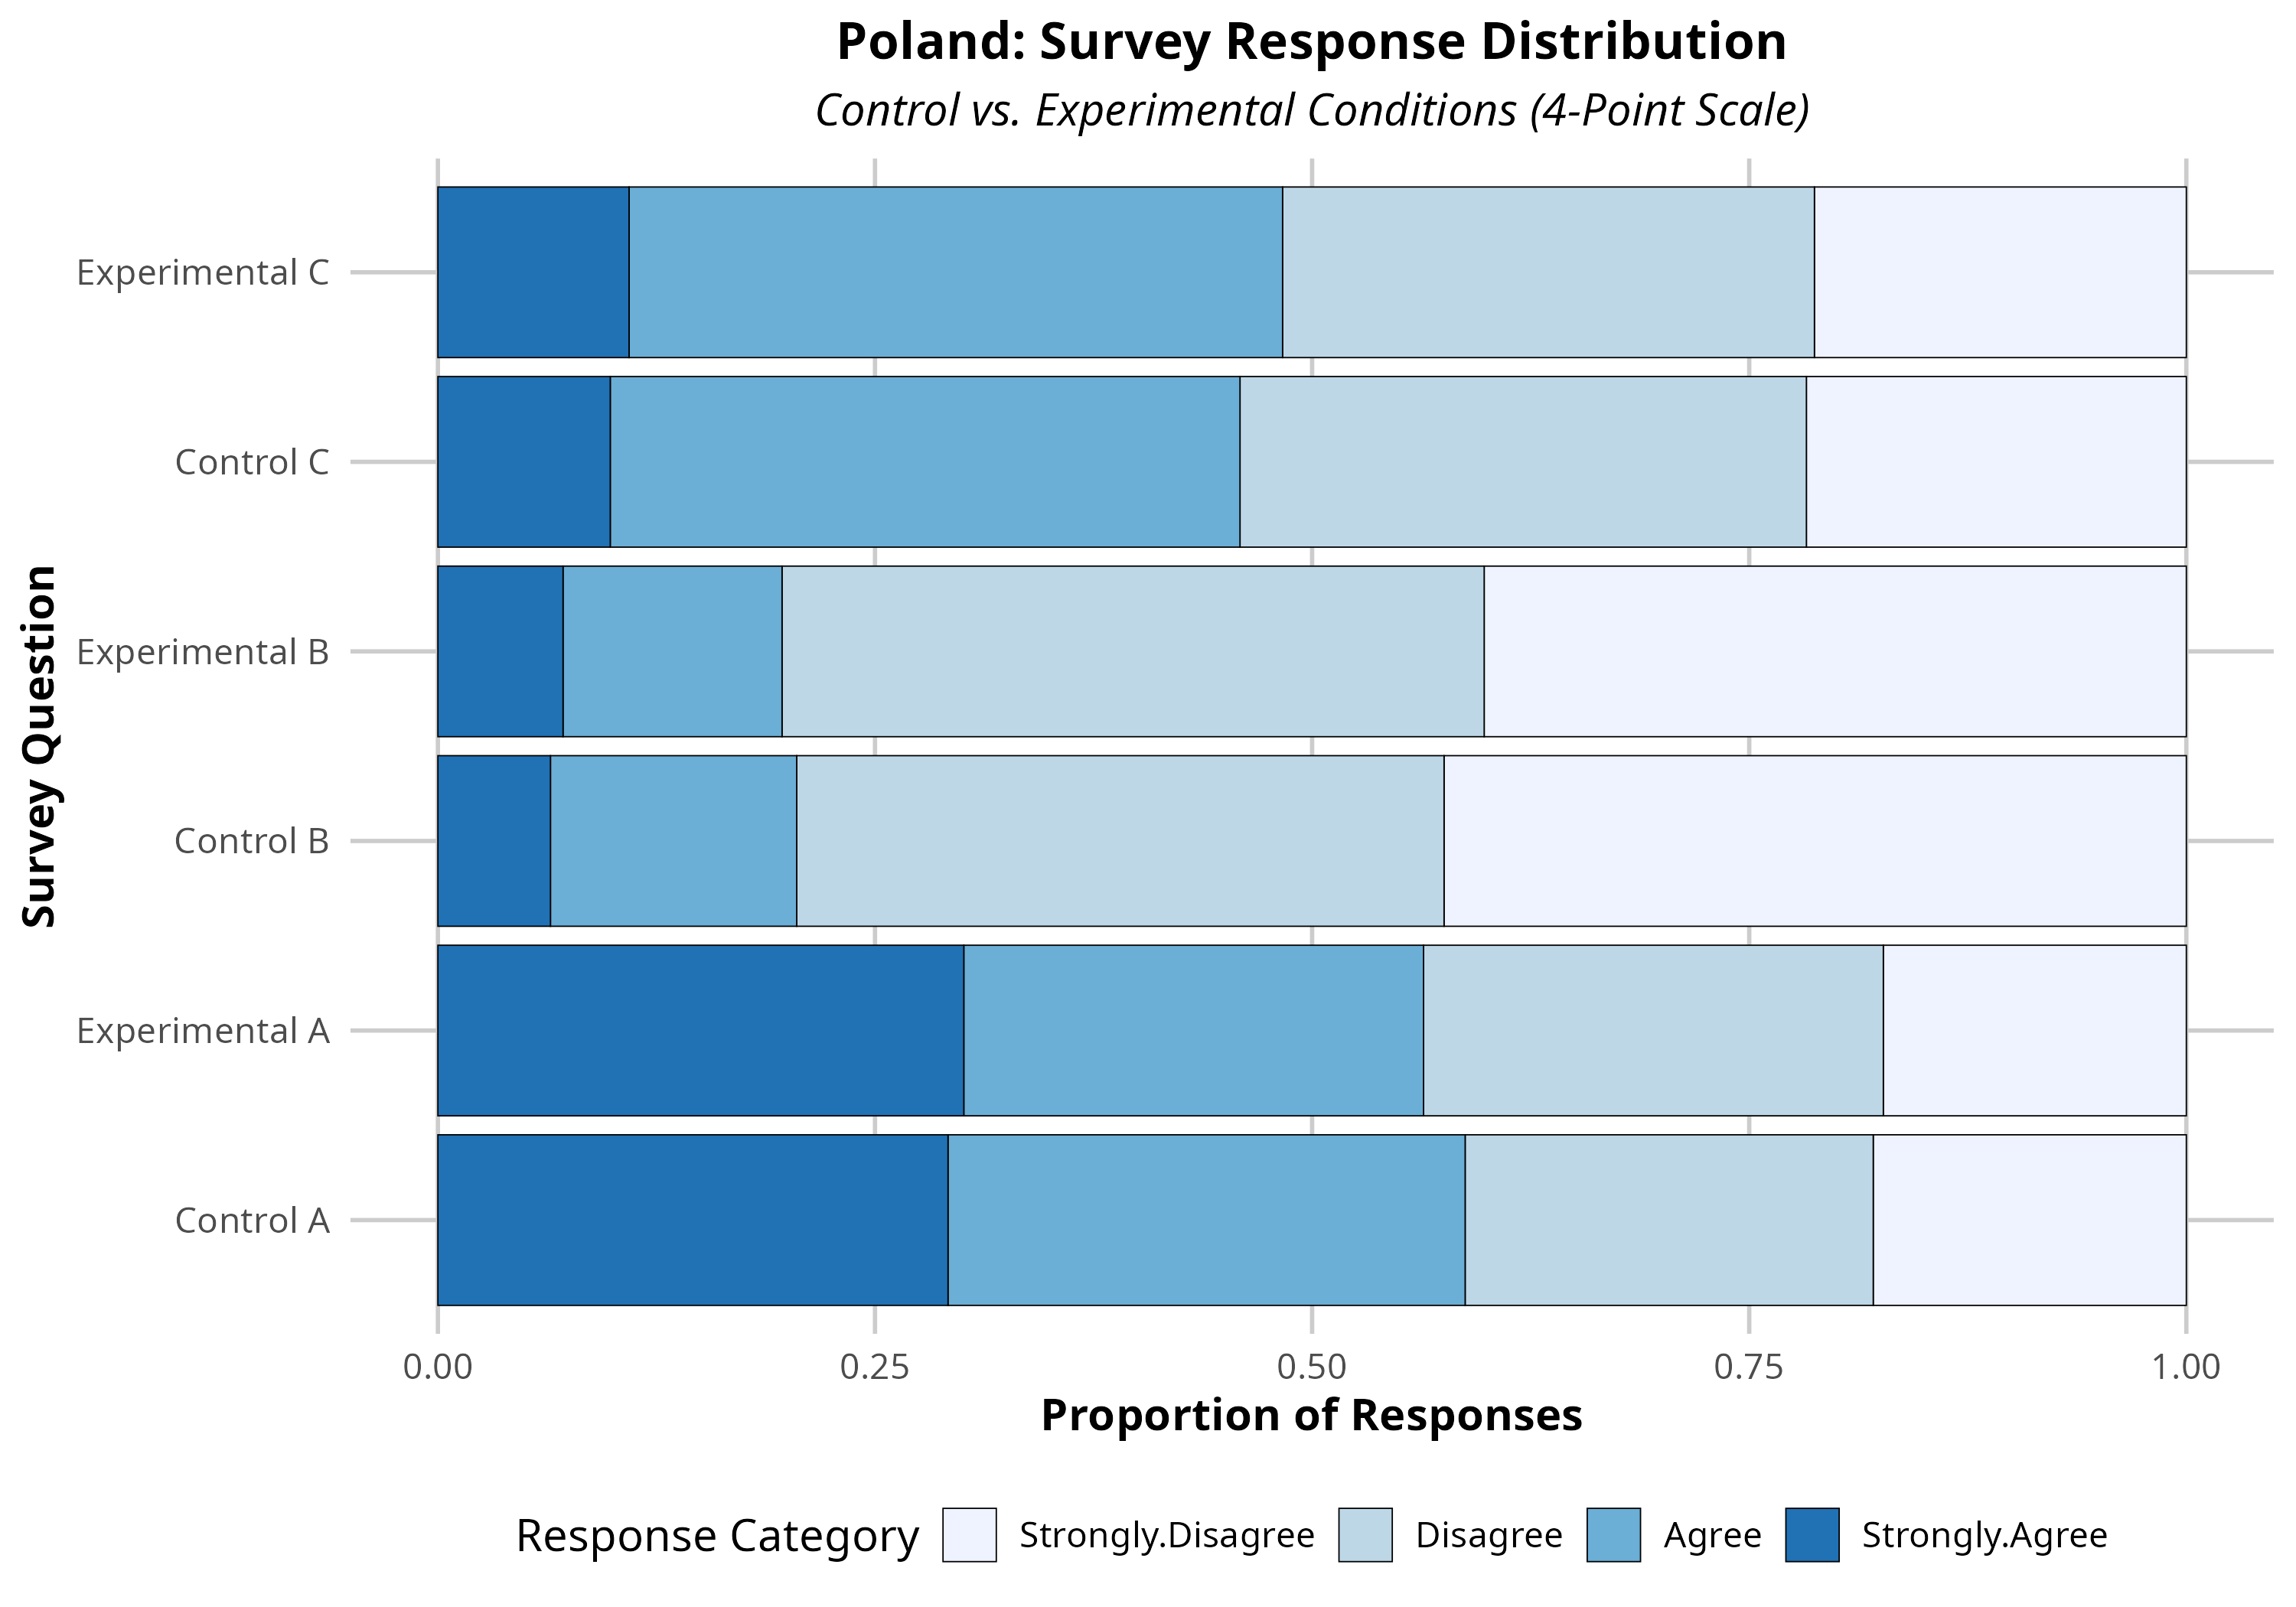 Poland: Survey Response Distribution
Control vs. Experimental Conditions (4-Point Scale)
Survey Question
Experimental C
Control C
Experimental B
Control B
Experimental A
Control A
0.00 0.25 0.50 0.75 1.00
Proportion of Responses
Response Category Strongly.Disagree Disagree Agree Strongly.Agree